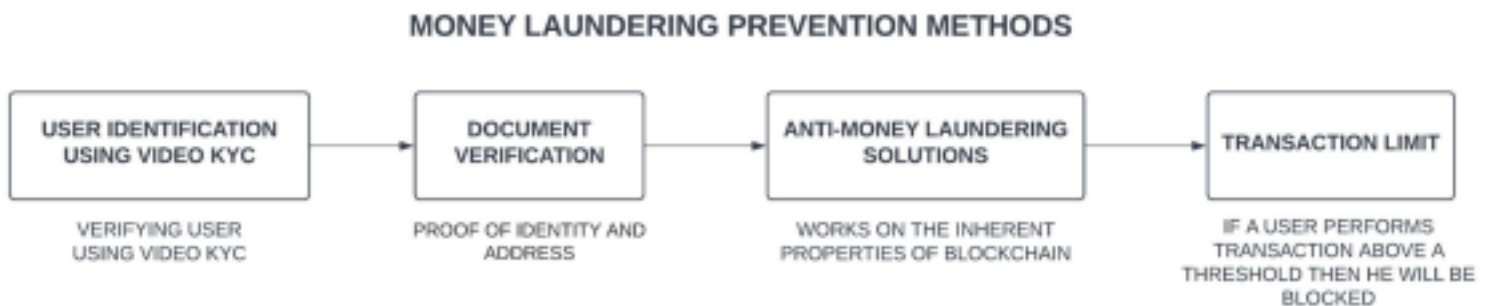 MONEY LAUNDERING PREVENTION METHODS
USER IDENTIFICATION
USING VIDEO KYC
DOCUMENT
VERIFICATION
ANTI-MONEY LAUNDERING
SOLUTIONS
TRANSACTION LIMIT
VERIFYING USER
USING VIDEO KYC
PROOF OF IDENTITY AND
ADDRESS
WORKS ON THE INHERENT
PROPERTIES OF BLOCKCHAIN
IF A USER PERFORMS
TRANSACTION ABOVE A
THRESHOLD THEN HE WILL BE
BLOCKED